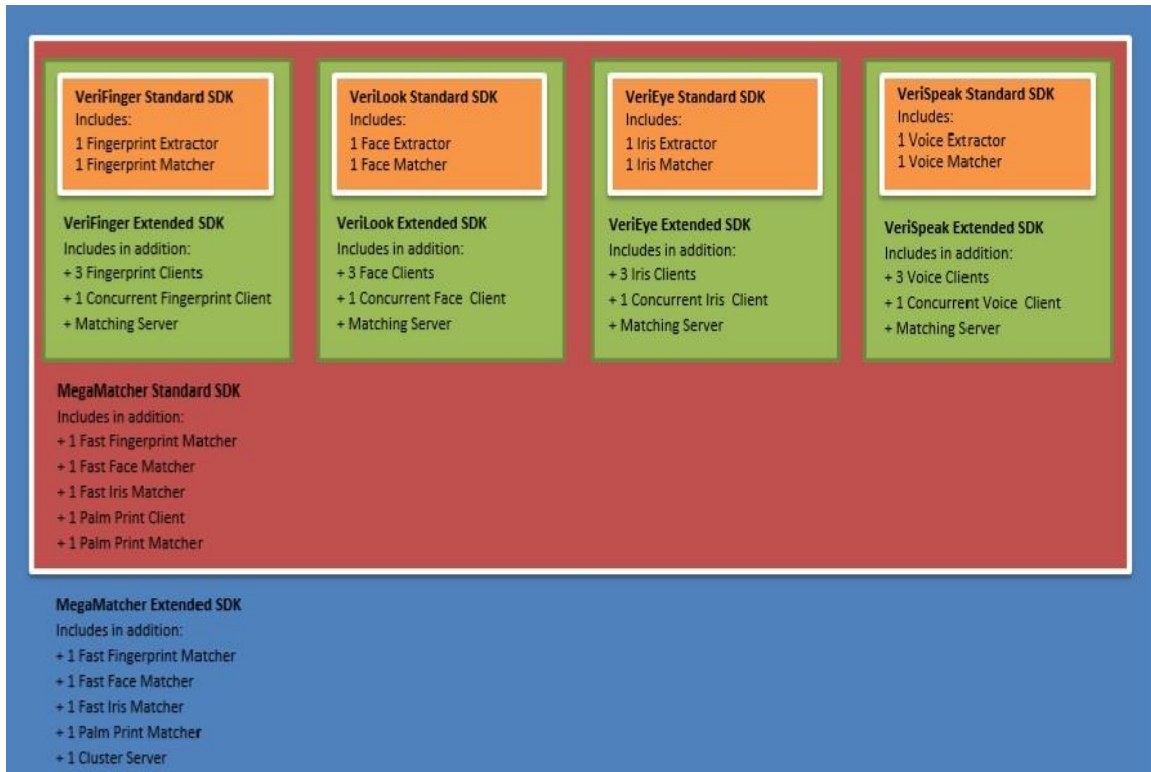 VeriFinger Standard SDK
Includes:
1 Fingerprint Extractor
1 Fingerprint Matcher
VeriFinger Extended SDK
Includes in addition:
+ 3 Fingerprint Clients
+ 1 Concurrent Fingerprint Client
+ Matching Server
VeriLook Standard SDK
Includes:
1 Face Extractor
1 Face Matcher
VeriLook Extended SDK
Includes in addition:
+ 3 Face Clients
+ 1 Concurrent Face Client
+ Matching Server
VeriEye Standard SDK
Includes:
1 Iris Extractor
1 Iris Matcher
VeriEye Extended SDK
Includes in addition:
+ 3 Iris Clients
+ 1 Concurrent Iris Client
+ Matching Server
VeriSpeak Standard SDK
Includes:
1 Voice Extractor
1 Voice Matcher
VeriSpeak Extended SDK
Includes in addition:
+ 3 Voice Clients
+ 1 Concurrent Voice Client
+ Matching Server
MegaMatcher Standard SDK
Includes in addition:
+ 1 Fast Fingerprint Matcher
+ 1 Fast Face Matcher
+ 1 Fast Iris Matcher
+ 1 Palm Print Client
+ 1 Palm Print Matcher
MegaMatcher Extended SDK
Includes in addition:
+ 1 Fast Fingerprint Matcher
+ 1 Fast Face Matcher
+ 1 Fast Iris Matcher
+ 1 Palm Print Matcher
+ 1 Cluster Server